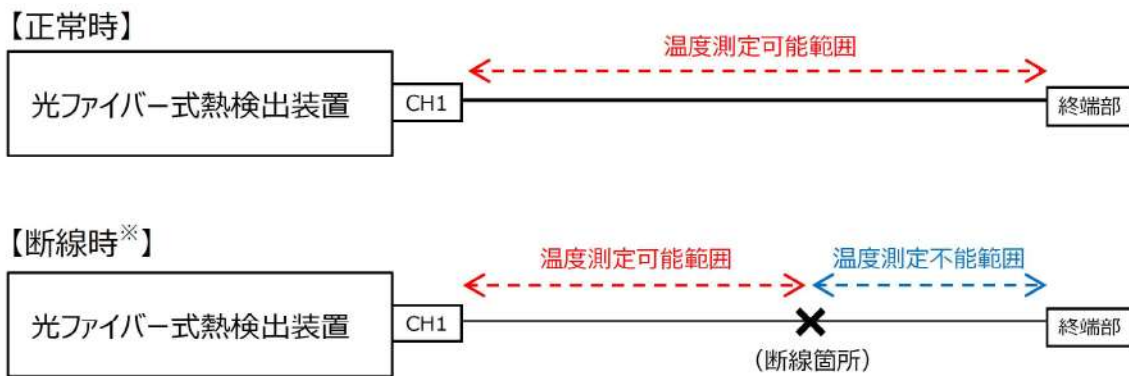 【正常時】
温度測定可能範囲
光ファイバー式熱検出装置
CH1
終端部
【断線時※】
温度測定可能範囲
温度測定不能範囲
光ファイバー式熱検出装置
CH1
終端部
(断線箇所)